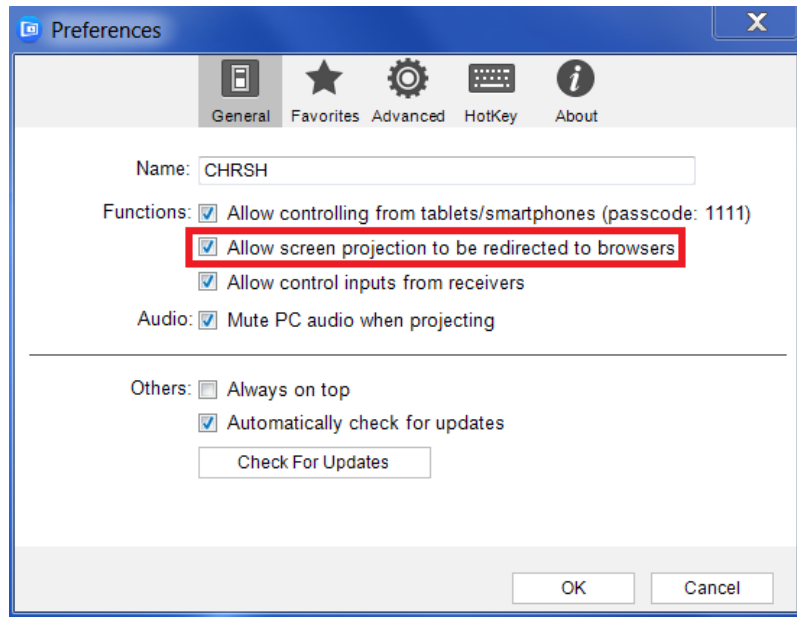 Preferences
X
General Favorites Advanced HotKey About
Name: CHRSH
Functions: Allow controlling from tablets/smartphones (passcode: 1111)
Allow screen projection to be redirected to browsers
Allow control inputs from receivers
Audio: Mute PC audio when projecting
Others: Always on top
Automatically check for updates
Check For Updates
OK Cancel